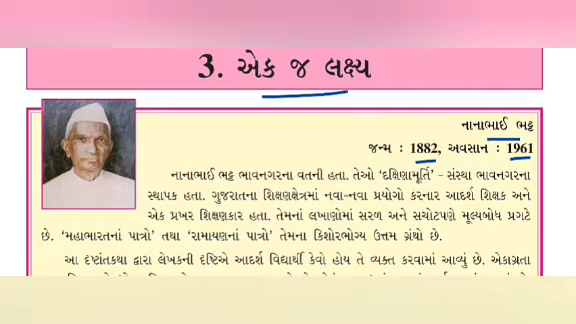 3. એક જ લક્ષ્ય
નાનાભાઈ ભટ્ટ
જન્મ : 1882, અવસાન : 1961
નાનાભાઈ ભટ્ટ ભાવનગરના વતની હતા. તેઓ ‘દક્ષિણામૂર્તિ’ - સંસ્થા ભાવનગરના
સ્થાપક હતા. ગુજરાતના શિક્ષણક્ષેત્રમાં નવા-નવા પ્રયોગો કરનાર આદર્શ શિક્ષક અને
એક પ્રખર શિક્ષણકાર હતા. તેમનાં લખાણોમાં સરળ અને સચોટપણે મૂલ્યબોધ પ્રગટે
છે. ‘મહાભારતનાં પાત્રો’ તથા ‘રામાયણનાં પાત્રો’ તેમના કિશોરભોગ્ય ઉત્તમ ગ્રંથો છે.
આ દૃષ્ટાંતકથા દ્વારા લેખકની દૃષ્ટિએ આદર્શ વિદ્યાર્થી કેવો હોય તે વ્યક્ત કરવામાં આવ્યું છે. એકાગ્રતા